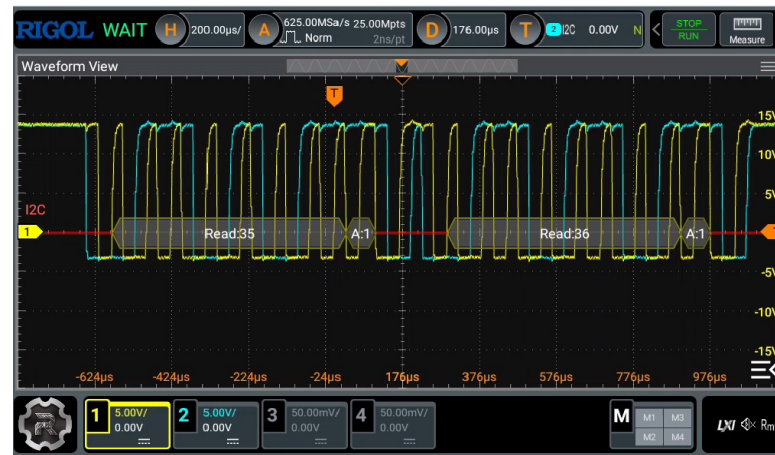 RIGOL WAIT H 200.00µs/ A 625.00MSa/s 25.00Mpts D 176.00µs T 2 I2C 0.00V N < STOP
Norm 2ns/pt RUN Measure
Waveform View
T
15V
10V
5V
I2C
1 Read:35 A:1 Read:36 A:1
-5V
-10V
-15V
-624µs -424µs -224µs -24µs 176µs 376µs 576µs 776µs 976µs
1 5.00V/ 2 5.00V/ 3 50.00mV/ 4 50.00mV/ M M1 M3
0.00V 0.00V 0.00V 0.00V M2 M4
R LXI Rm